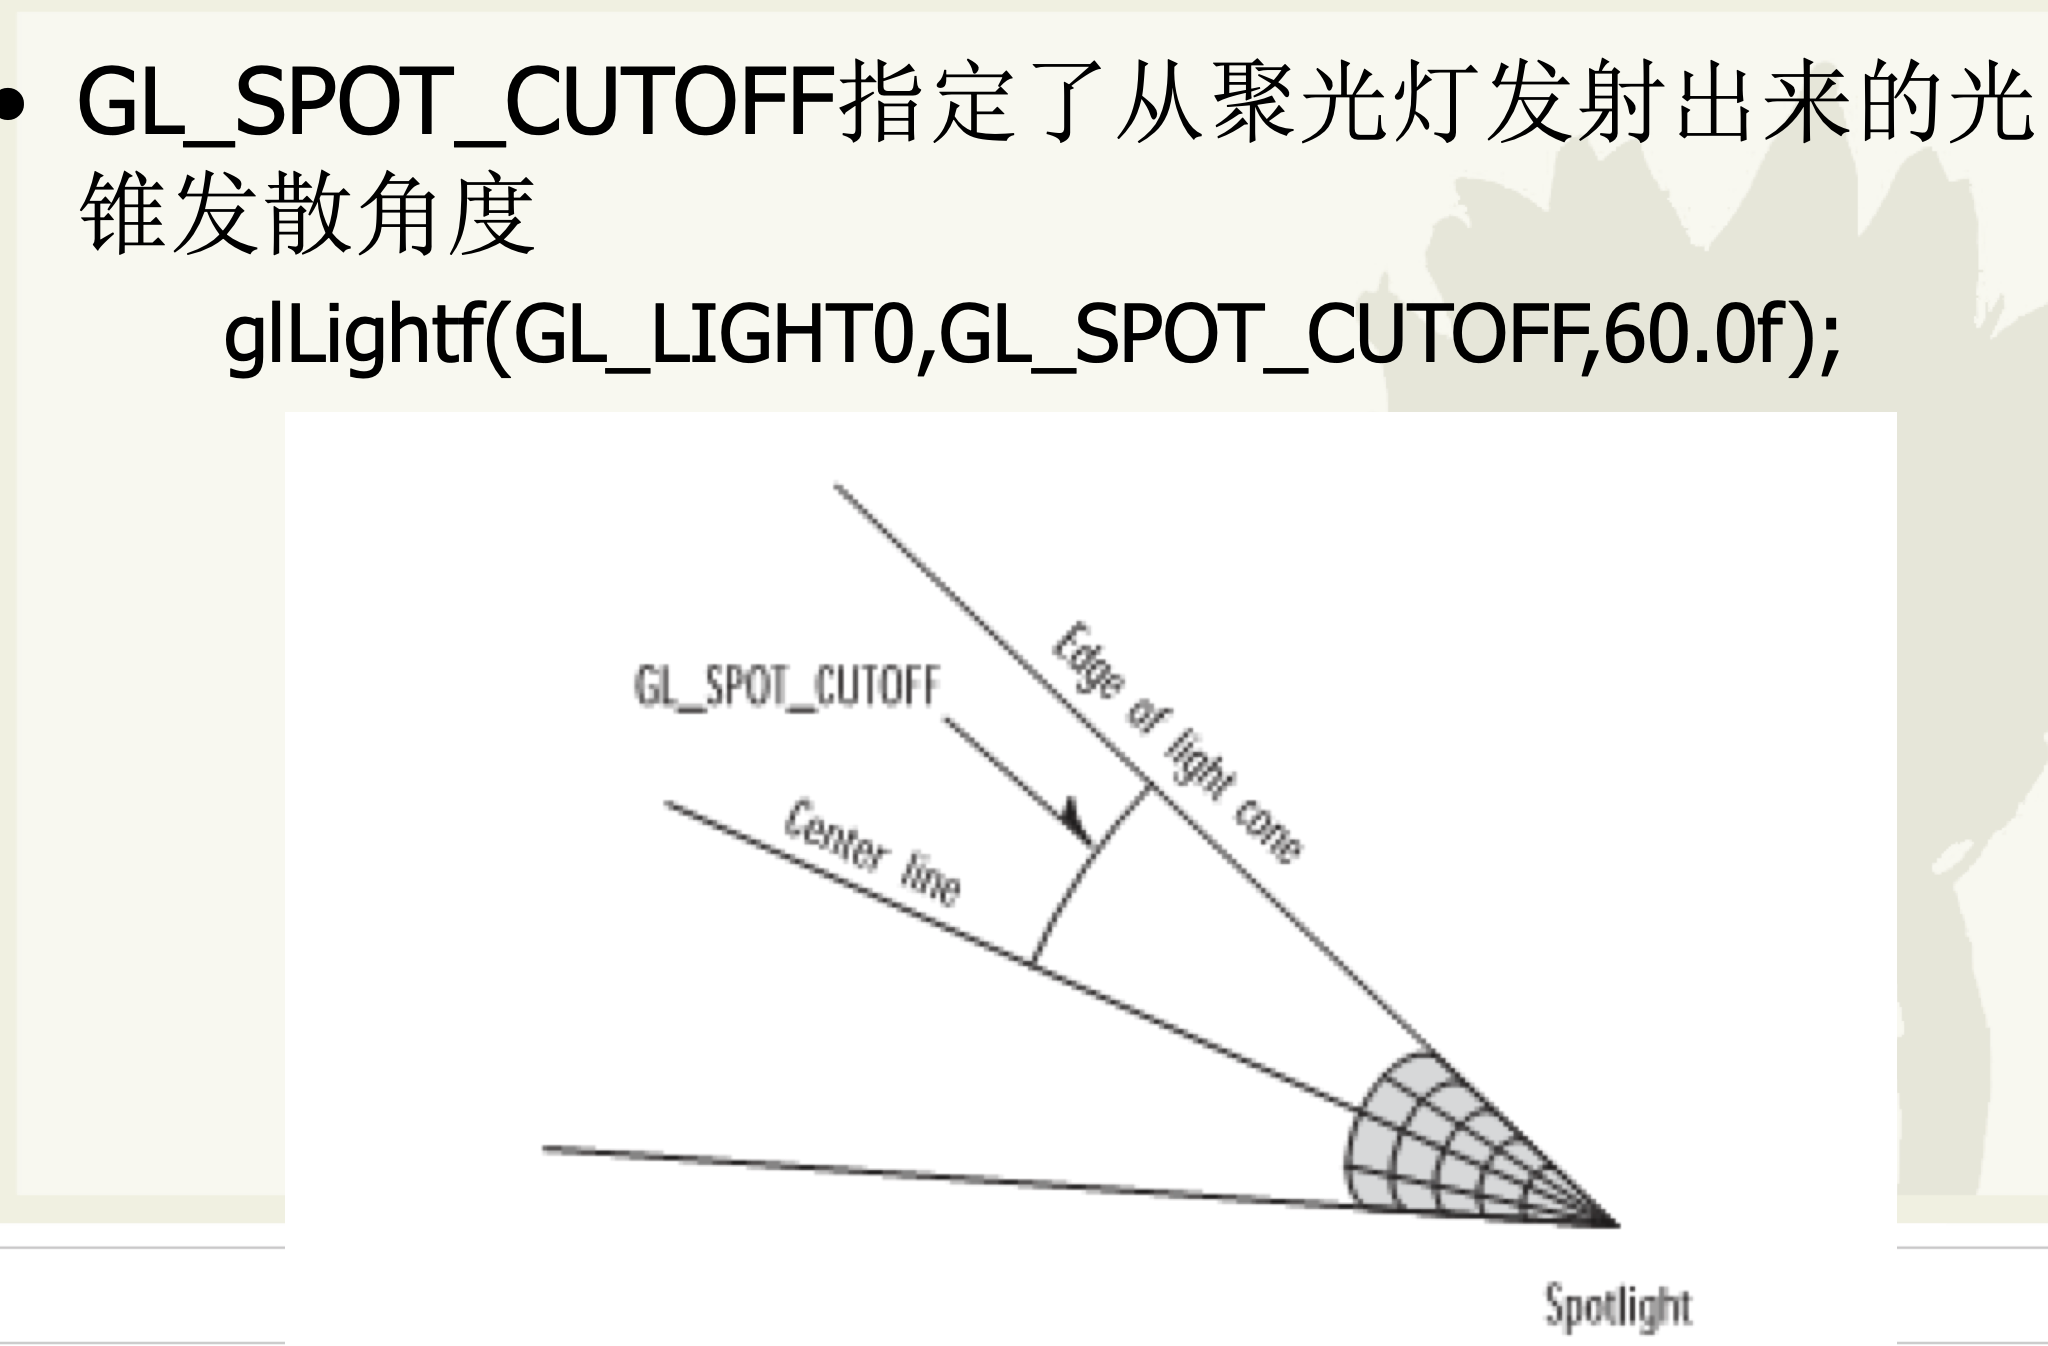 • GL_SPOT_CUTOFF指定了从聚光灯发射出来的光
锥发散角度
glLightf(GL_LIGHT0,GL_SPOT_CUTOFF,60.0f);
Edge of light cone
GL_SPOT_CUTOFF
Center line
Spotlight